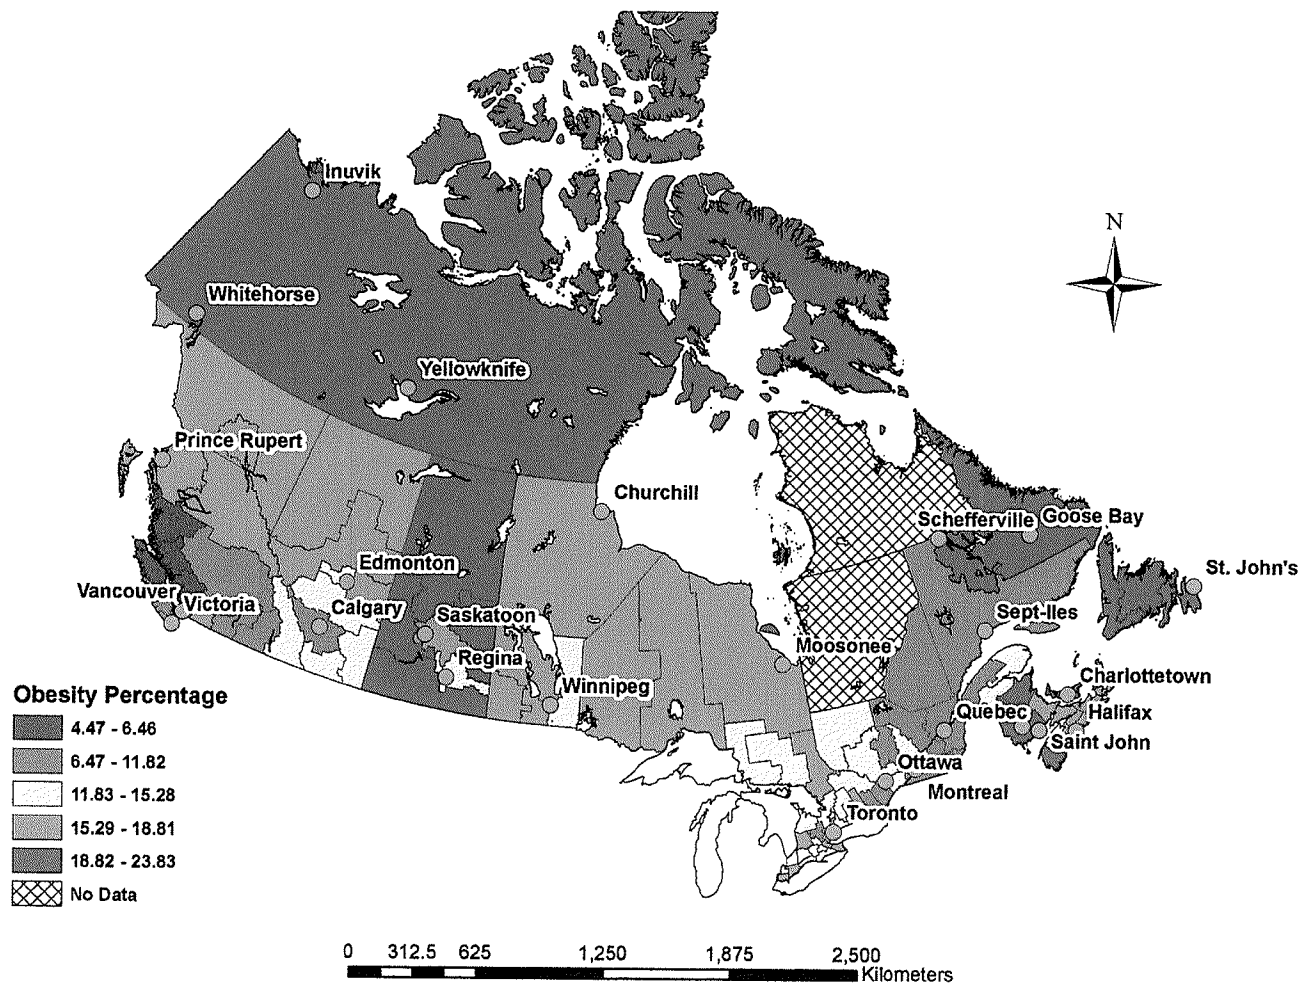 N
Inuvik
Whitehorse
Yellowknife
Prince Rupert
Churchill
Schefferville
Goose Bay
Edmonton
St. John's
Vancouver
Victoria
Calgary
Saskatoon
Sept-Iles
Regina
Moosonee
Winnipeg
Charlottetown
Obesity Percentage
Quebec
Halifax
4.47 - 6.46
Saint John
6.47 - 11.82
Ottawa
11.83 - 15.28
Montreal
Toronto
15.29 - 18.81
18.82 - 23.83
No Data
0 312.5 625 1,250 1,875 2,500
Kilometers